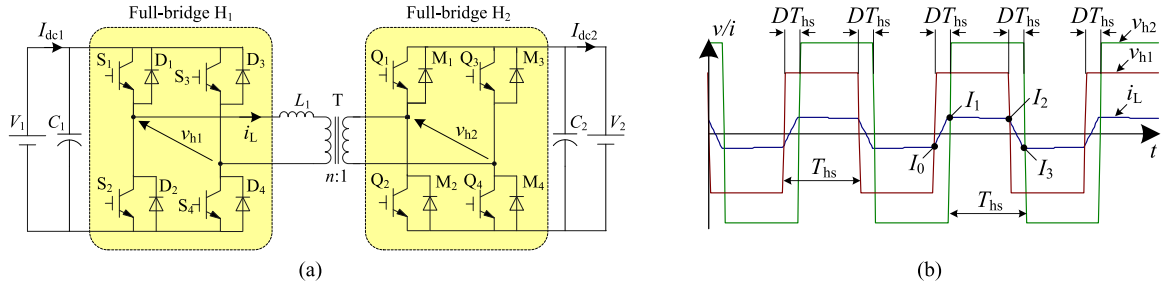 Full-bridge H1
Full-bridge H2
Idc1
Idc2
S1
D1
S3
D3
Q1
M1
Q3
M3
V1
C1
vh1
iL
L1
T
n:1
vh2
C2
V2
S2
D2
S4
D4
Q2
M2
Q4
M4
(a)
DThs DThs DThs DThs DThs
v/i
vh2
vh1
iL
I1
I2
t
I0
I3
Ths
Ths
(b)